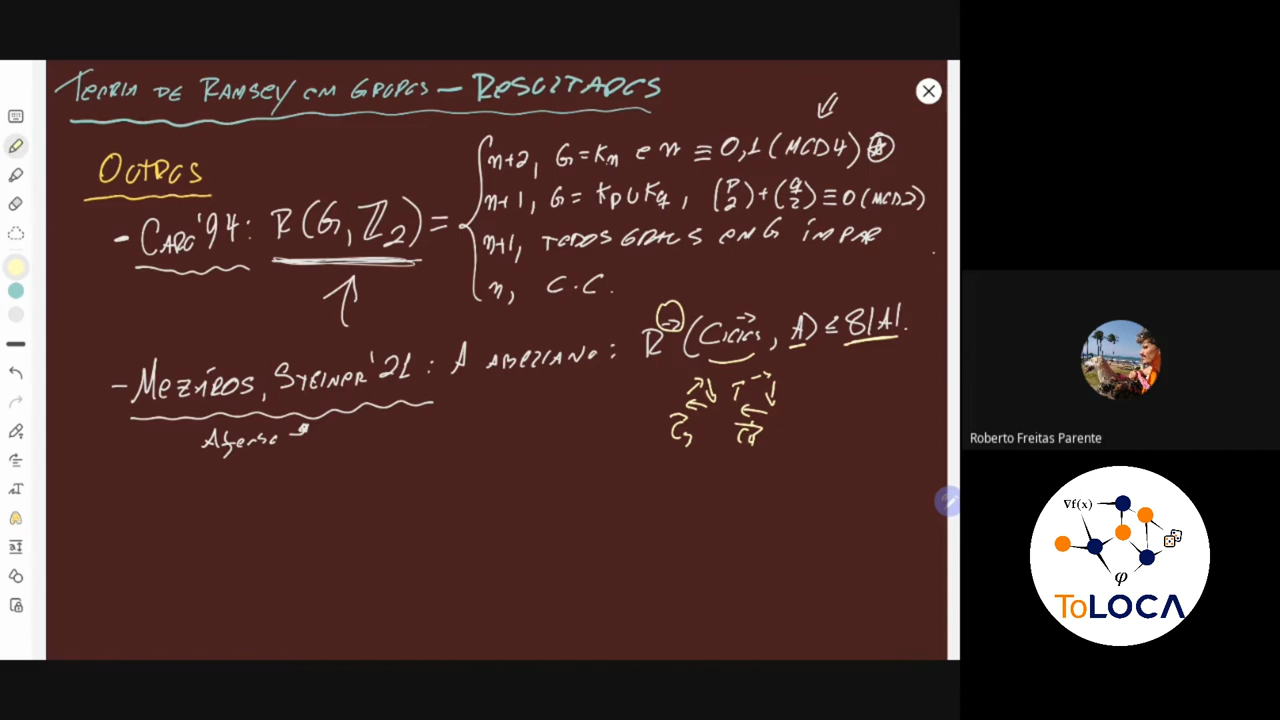 TEORIA DE RAMSEY EM GRUPOS – RESULTADOS
OUTROS
- CARO '94: R(G, ℤ₂) =
n+2, G = Kn e n ≡ 0,1 (MOD 4)
n+1, G = Kp ∪ Kq, (p 2) + (q 2) ≡ 0 (MOD 2)
n+1, TODOS GRAUS EM G ÍMPAR
n, C.C.
- MEZÁROS, STEINER '21: A ABELIANO: R→(Ciclos→, A) ≤ 8|A|.
C₃
∇f(x)
φ
ToLOCA
Roberto Freitas Parente